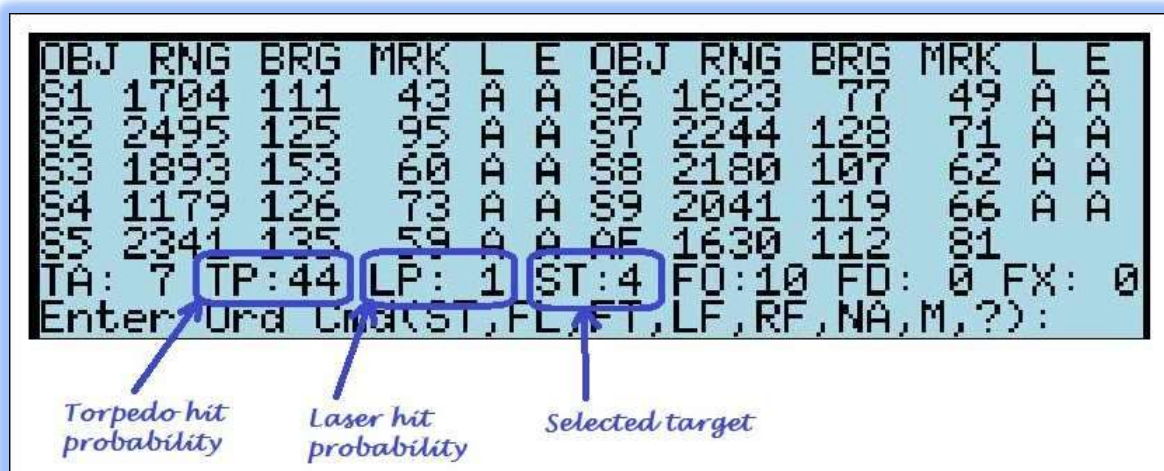 OBJ RNG BRG MRK L E OBJ RNG BRG MRK L E
S1 1704 111 43 A A S6 1623 77 49 A A
S2 2495 125 95 A A S7 2244 128 71 A A
S3 1893 153 60 A A S8 2180 107 62 A A
S4 1179 126 73 A A S9 2041 119 66 A A
S5 2341 135 59 A A AF 1630 112 81
TA: 7 TP:44 LP: 1 ST:4 FO:10 FD: 0 FX: 0
Enter Ord Cmd(ST,FL,FT,LF,RF,NA,M,?):
Torpedo hit probability
Laser hit probability
Selected target